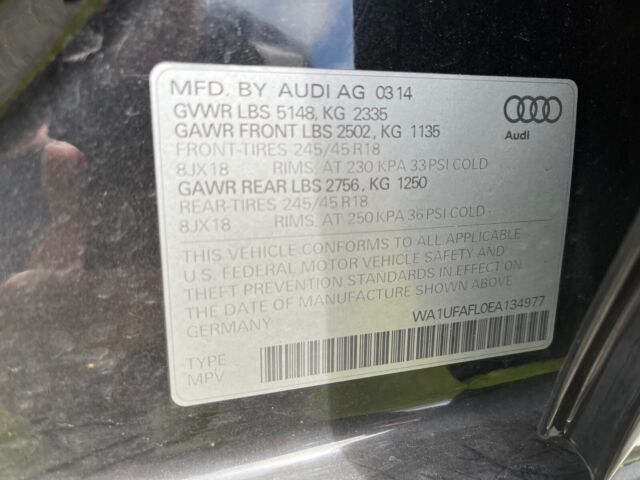 MFD. BY AUDI AG 0314
GVWR LBS 5148, KG 2335
GAWR FRONT LBS 2502, KG 1135
FRONT-TIRES 245/45 R18
8JX18 RIMS, AT 230 KPA 33 PSI COLD
GAWR REAR LBS 2756, KG 1250
REAR-TIRES 245/45 R18
8JX18 RIMS, AT 250 KPA 36 PSI COLD
Audi
THIS VEHICLE CONFORMS TO ALL APPLICABLE
U.S. FEDERAL MOTOR VEHICLE SAFETY AND
THEFT PREVENTION STANDARDS IN EFFECT ON
THE DATE OF MANUFACTURE SHOWN ABOVE
GERMANY
WA1UFAFL0EA134977
TYPE
MPV